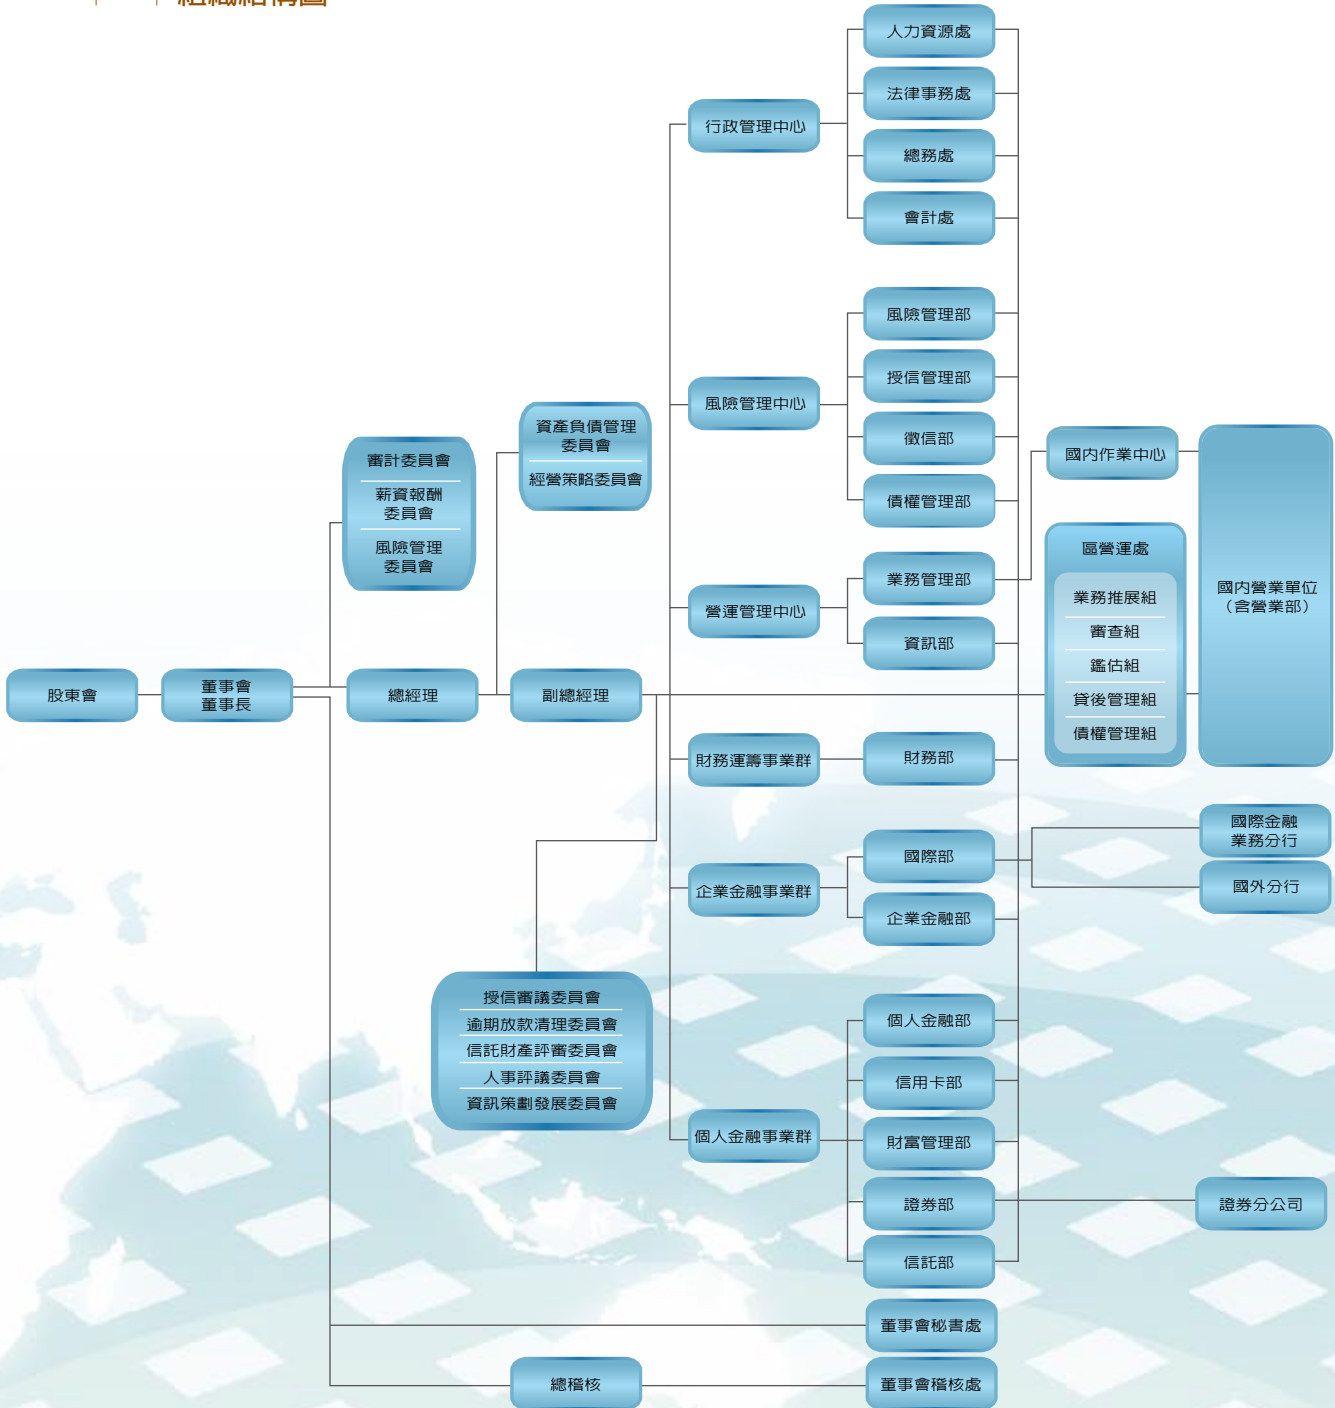 組織結構圖
人力資源處
法律事務處
行政管理中心
總務處
會計處
風險管理部
授信管理部
風險管理中心
徵信部
債權管理部
資產負債管理
委員會
經營策略委員會
審計委員會
薪資報酬
委員會
風險管理
委員會
國內作業中心
區營運處
業務推展組
審查組
鑑估組
貸後管理組
債權管理組
國內營業單位
（含營業部）
業務管理部
營運管理中心
資訊部
股東會
董事會
董事長
總經理
副總經理
財務運籌事業群
財務部
國際部
企業金融事業群
企業金融部
國際金融
業務分行
國外分行
授信審議委員會
逾期放款清理委員會
信託財產評審委員會
人事評議委員會
資訊策劃發展委員會
個人金融部
信用卡部
個人金融事業群
財富管理部
證券部
證券分公司
信託部
董事會秘書處
總稽核
董事會稽核處